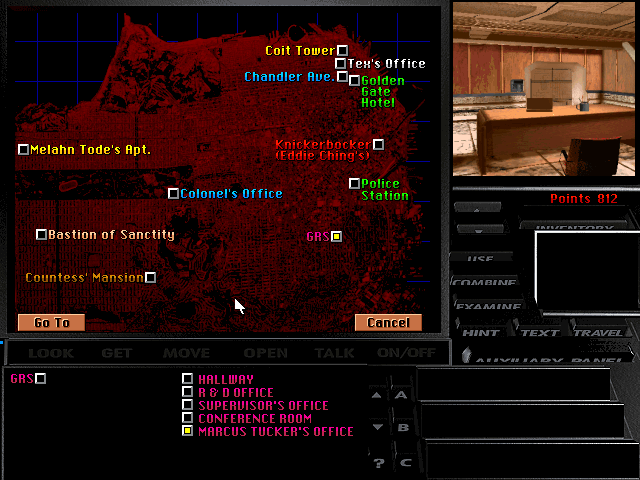 Coit Tower
Tex's Office
Chandler Ave.
Golden
Gate
Hotel
Knickerbocker
(Eddie Ching's)
Melahn Tode's Apt.
Police
Station
Colonel's Office
Bastion of Sanctity
GRS
Countess' Mansion
Go To
Cancel
Points 812
INVENTORY
USE
COMBINE
EXAMINE
HINT
TEXT
TRAVEL
AUXILIARY PANEL
LOOK
GET
MOVE
OPEN
TALK
ON/OFF
GRS
HALLWAY
R & D OFFICE
SUPERVISOR'S OFFICE
CONFERENCE ROOM
MARCUS TUCKER'S OFFICE
A
B
?
C